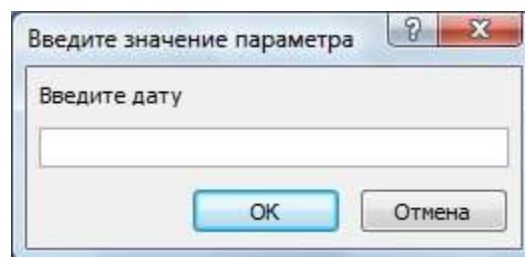 Введите значение параметра
Введите дату
ОК
Отмена